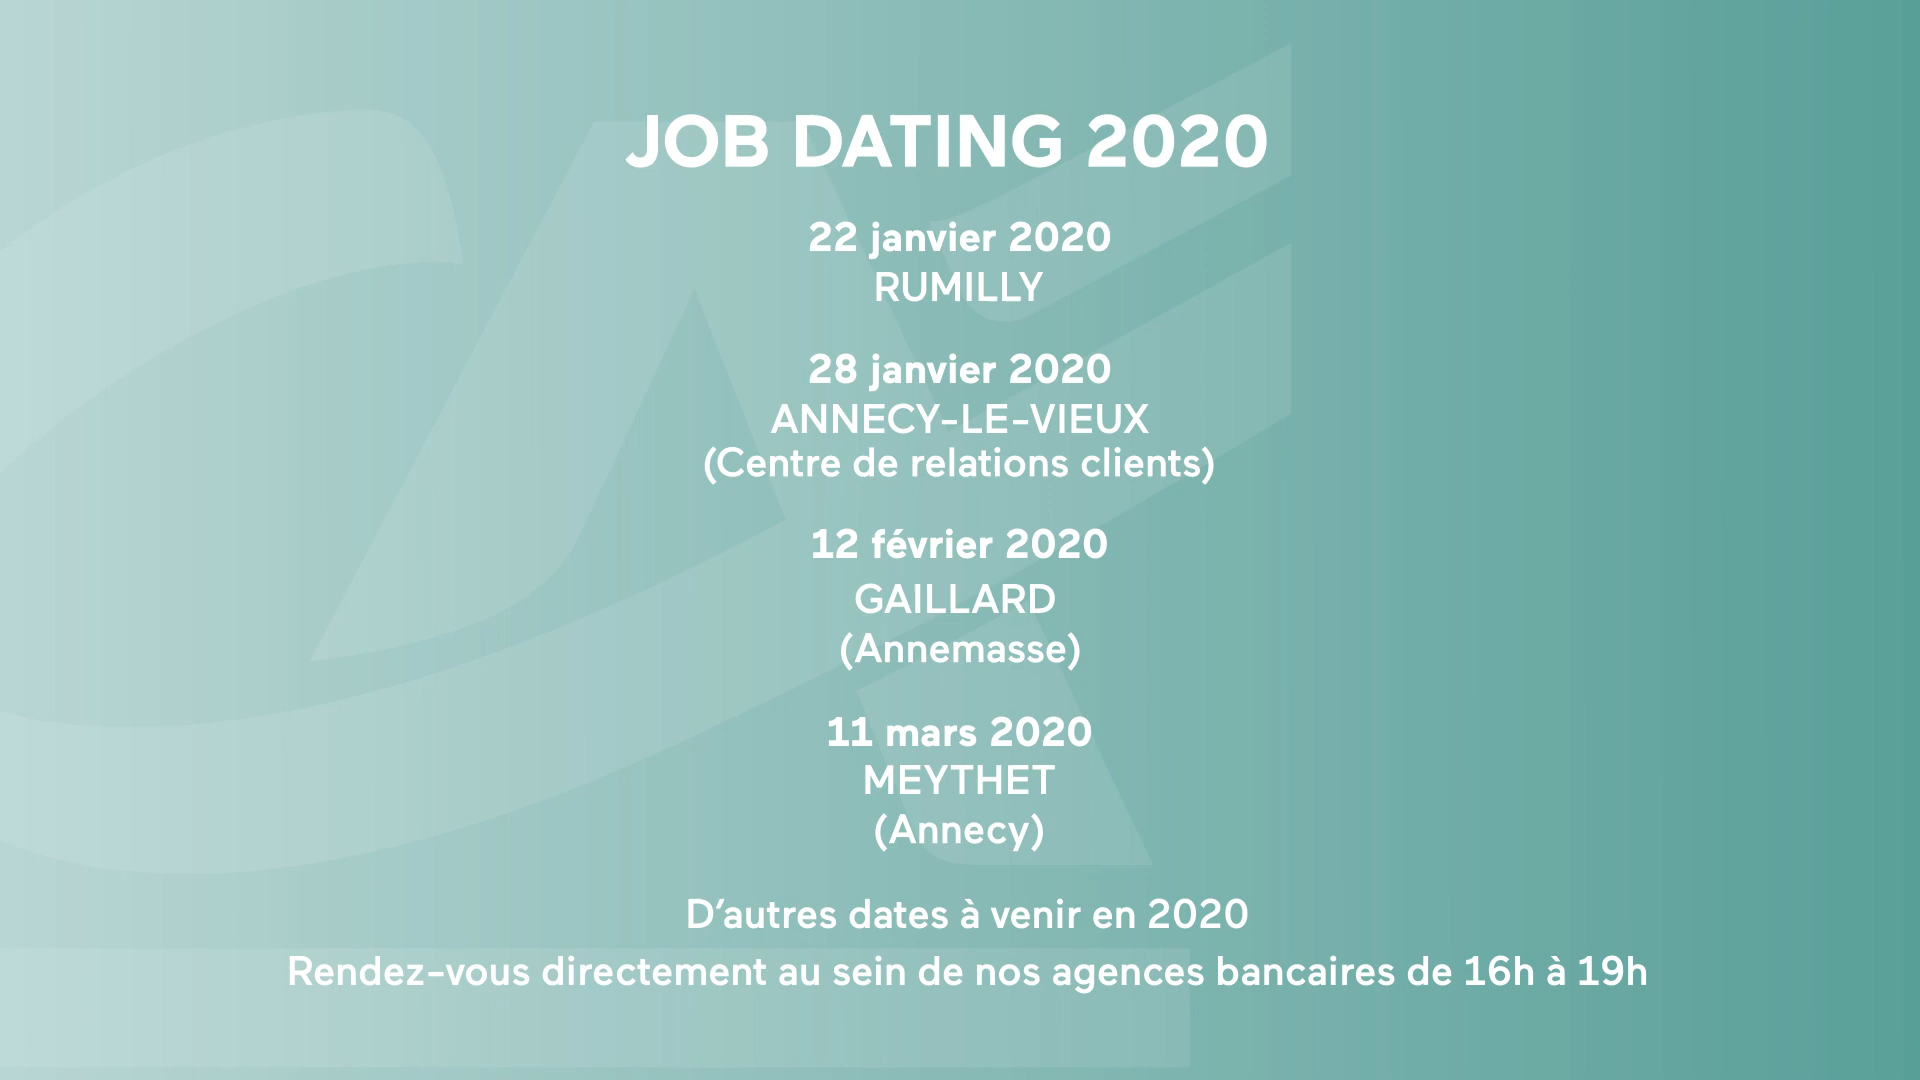 JOB DATING 2020
22 janvier 2020
RUMILLY
28 janvier 2020
ANNECY-LE-VIEUX
(Centre de relations clients)
12 février 2020
GAILLARD
(Annemasse)
11 mars 2020
MEYTHET
(Annecy)
D’autres dates à venir en 2020
Rendez-vous directement au sein de nos agences bancaires de 16h à 19h